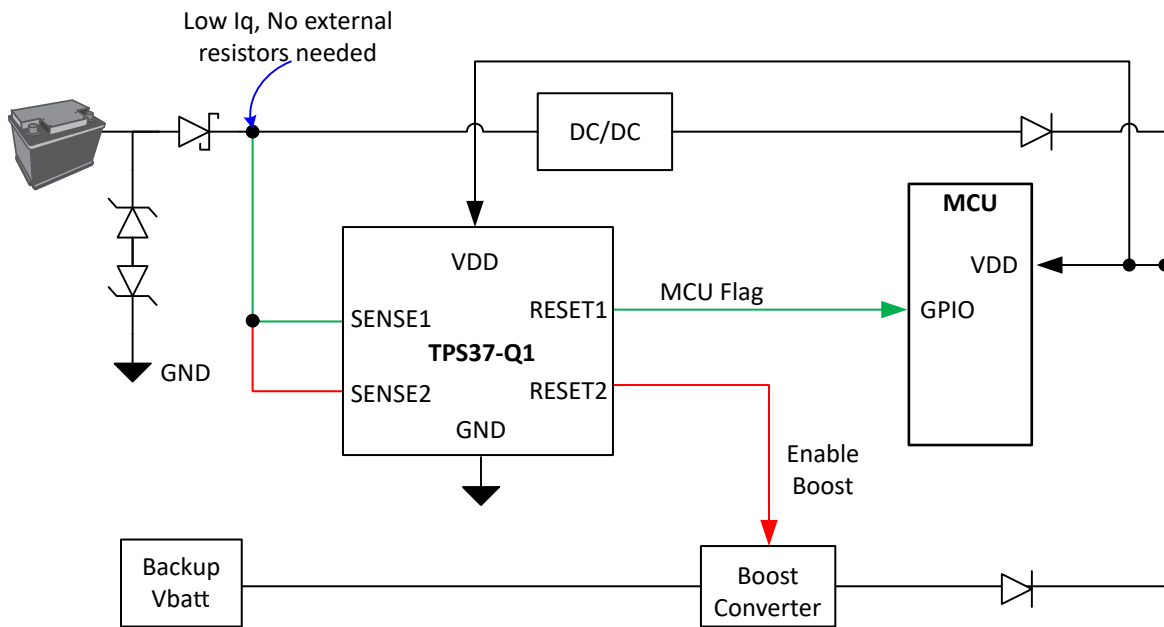 Low Iq, No external
resistors needed
DC/DC
MCU
VDD
VDD
RESET1
MCU Flag
GPIO
SENSE1
TPS37-Q1
GND
SENSE2
RESET2
GND
Enable
Boost
Backup
Vbatt
Boost
Converter